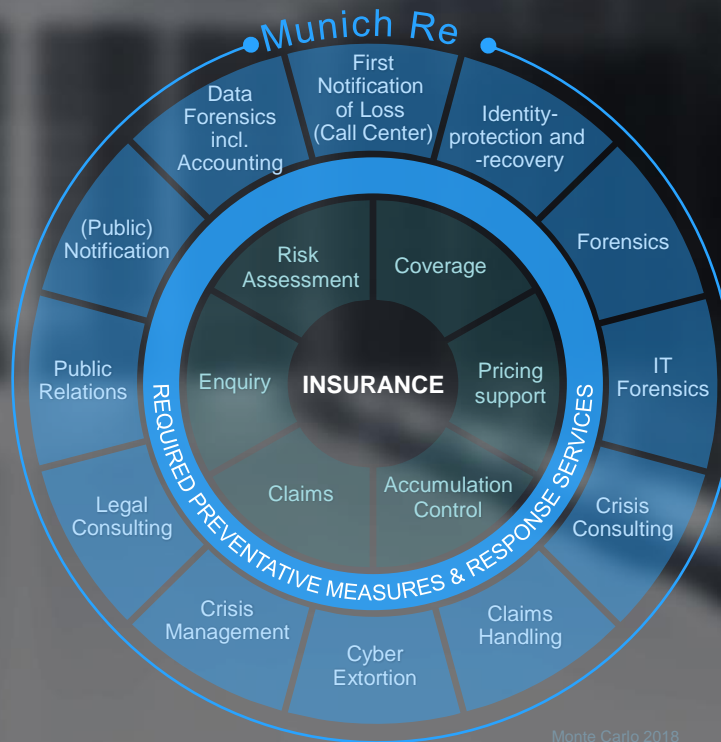 Munich Re
First
Notification
of Loss
(Call Center)
Identity-
protection and
-recovery
Forensics
IT
Forensics
Crisis
Consulting
Claims
Handling
Cyber
Extortion
Crisis
Management
Legal
Consulting
Public
Relations
(Public)
Notification
Data
Forensics
incl.
Accounting
REQUIRED PREVENTATIVE MEASURES & RESPONSE SERVICES
Risk
Assessment
Coverage
Pricing
support
Accumulation
Control
Claims
Enquiry
INSURANCE
Monte Carlo 2018